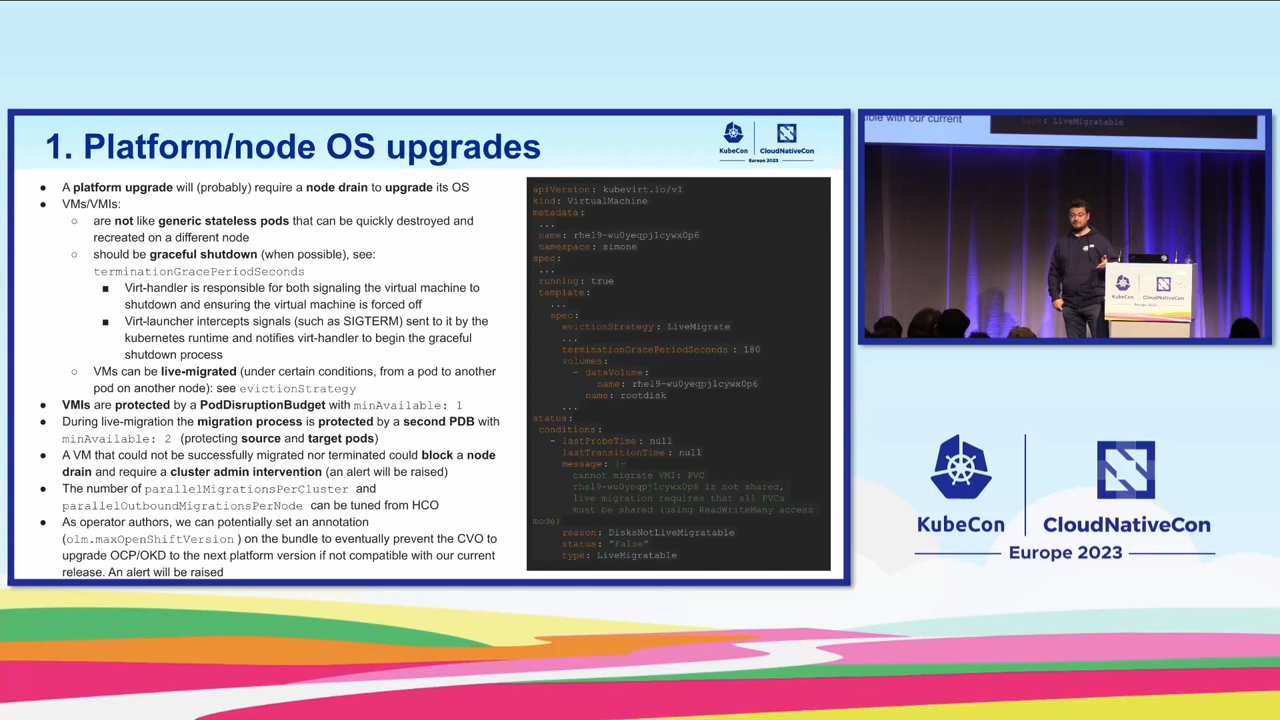 1. Platform/node OS upgrades
KubeCon
CloudNativeCon
Europe 2023
● A platform upgrade will (probably) require a node drain to upgrade its OS
● VMs/VMIs:
○ are not like generic stateless pods that can be quickly destroyed and
recreated on a different node
○ should be graceful shutdown (when possible), see:
terminationGracePeriodSeconds
■ Virt-handler is responsible for both signaling the virtual machine to
shutdown and ensuring the virtual machine is forced off
■ Virt-launcher intercepts signals (such as SIGTERM) sent to it by the
kubernetes runtime and notifies virt-handler to begin the graceful
shutdown process
○ VMs can be live-migrated (under certain conditions, from a pod to another
pod on another node): see evictionStrategy
● VMIs are protected by a PodDisruptionBudget with minAvailable: 1
● During live-migration the migration process is protected by a second PDB with
minAvailable: 2 (protecting source and target pods)
● A VM that could not be successfully migrated nor terminated could block a node
drain and require a cluster admin intervention (an alert will be raised)
● The number of parallelMigrationsPerCluster and
parallelOutboundMigrationsPerNode can be tuned from HCO
● As operator authors, we can potentially set an annotation
(olm.maxOpenShiftVersion ) on the bundle to eventually prevent the CVO to
upgrade OCP/OKD to the next platform version if not compatible with our current
release. An alert will be raised
apiVersion: kubevirt.io/v1
kind: VirtualMachine
metadata:
...
name: rhel9-wu0yeqpj1cywx0p6
namespace: simone
spec:
...
running: true
template:
...
spec:
evictionStrategy: LiveMigrate
...
terminationGracePeriodSeconds : 180
volumes:
- dataVolume:
name: rhel9-wu0yeqpj1cywx0p6
name: rootdisk
...
status:
conditions:
- lastProbeTime: null
lastTransitionTime: null
message: |-
cannot migrate VMI: PVC
rhel9-wu0yeqpj1cywx0p6 is not shared,
live migration requires that all PVCs
must be shared (using ReadWriteMany access
mode)
reason: DisksNotLiveMigratable
status: "False"
type: LiveMigratable
ble with our current
type: LiveMigratable
KubeCon
CloudNativeCon
Europe 2023
KubeCon
CloudNativeCon
Europe 2023